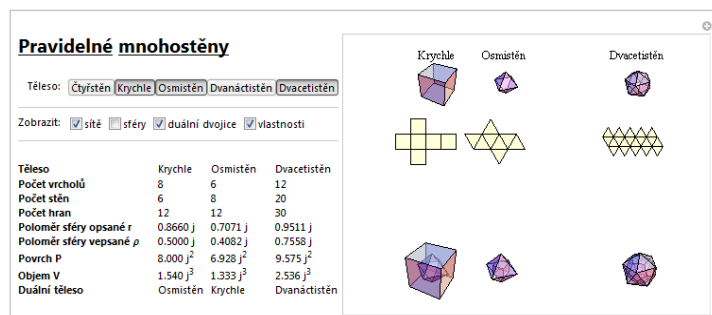 Pravidelné mnohostěny
Těleso: Čtyřstěn Krychle Osmistěn Dvanáctistěn Dvacetistěn
Zobrazit: sítě sféry duální dvojice vlastnosti
Těleso Krychle Osmistěn Dvacetistěn
Počet vrcholů 8 6 12
Počet stěn 6 8 20
Počet hran 12 12 30
Poloměr sféry opsané r 0.8660 j 0.7071 j 0.9511 j
Poloměr sféry vepsané ρ 0.5000 j 0.4082 j 0.7558 j
Povrch P 8.000 j² 6.928 j² 9.575 j²
Objem V 1.540 j³ 1.333 j³ 2.536 j³
Duální těleso Osmistěn Krychle Dvanáctistěn
Krychle Osmistěn Dvacetistěn